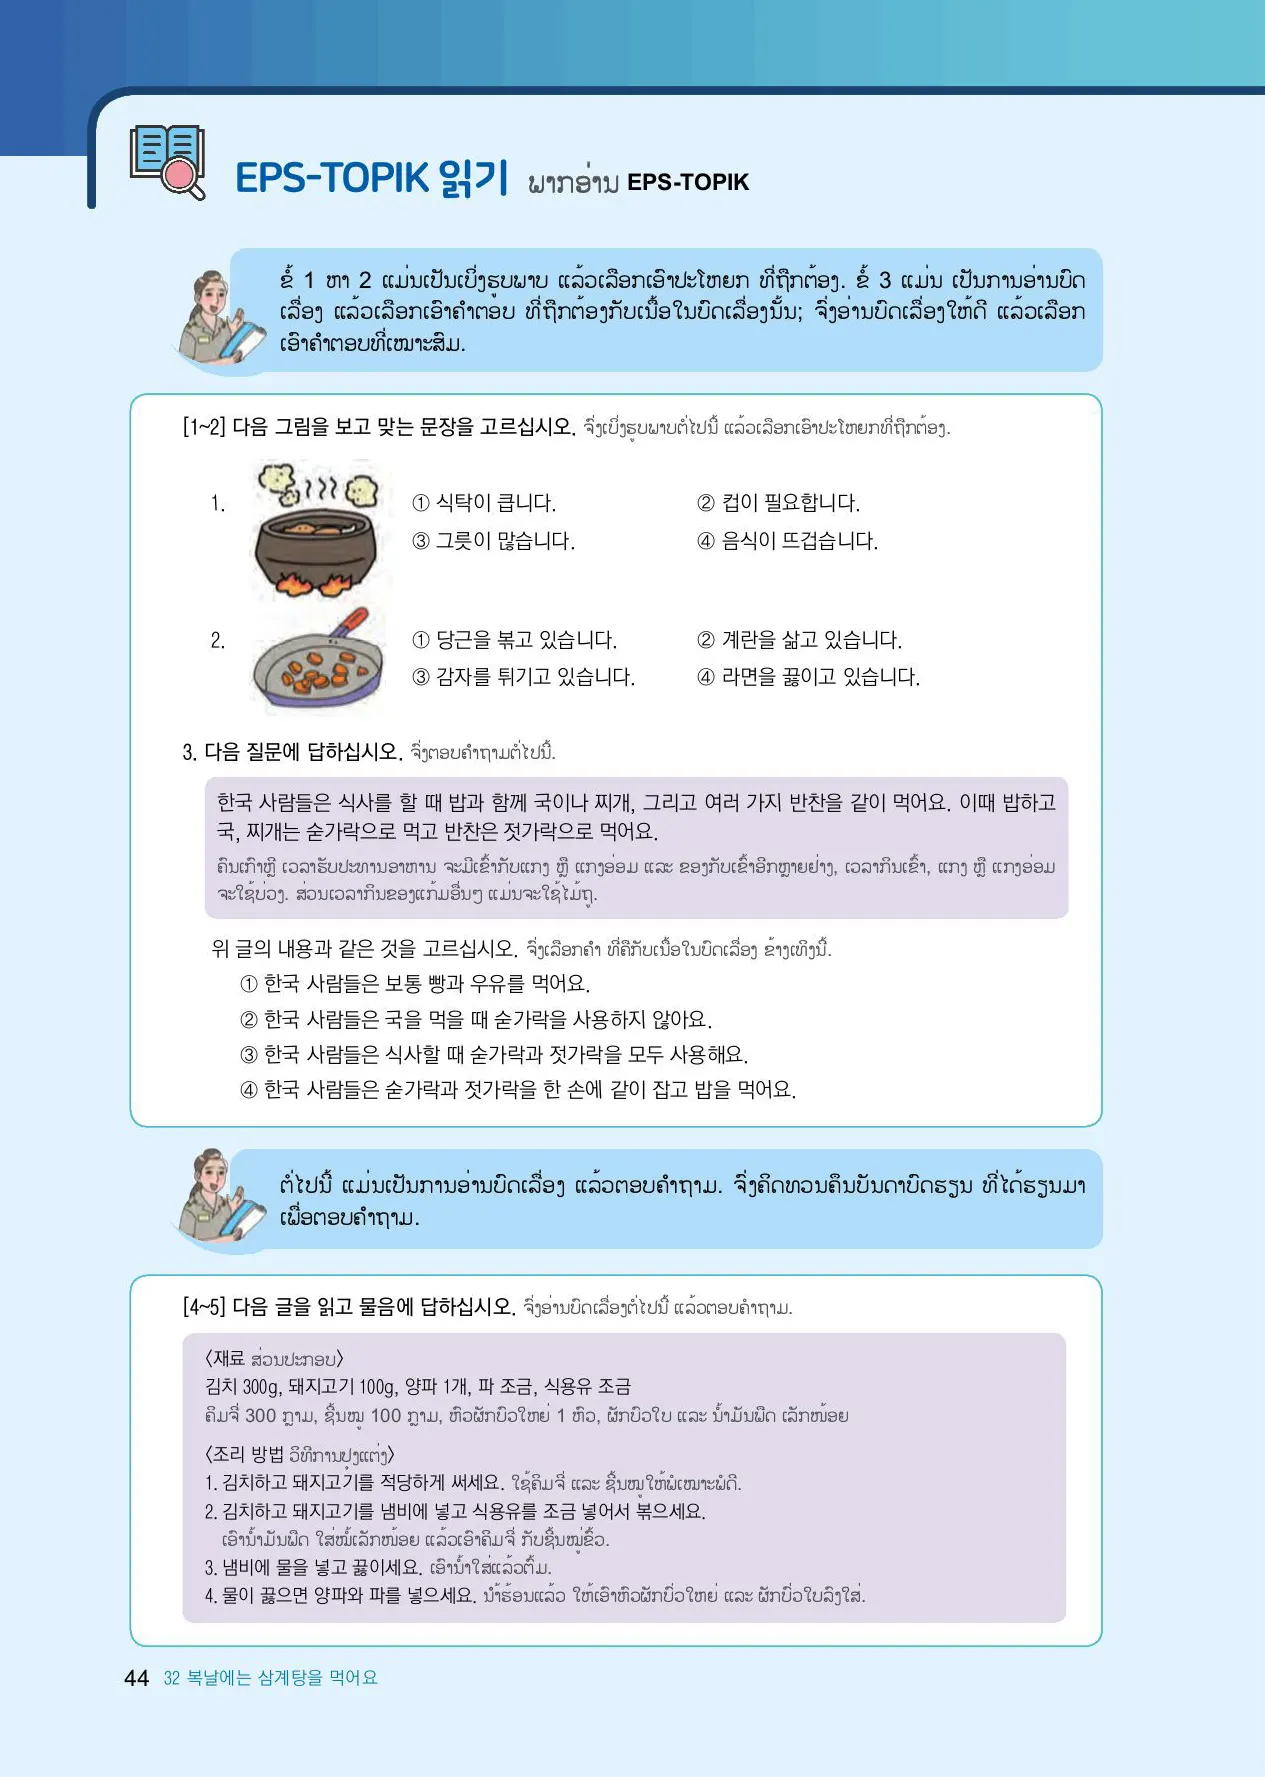 EPS-TOPIK 읽기 ພາກອ່ານ EPS-TOPIK
ຂໍ້ 1 ຫາ 2 ແມ່ນເປັນເບິ່ງຮູບພາບ ແລ້ວເລືອກເອົາປະໂຫຍກ ທີ່ຖືກຕ້ອງ. ຂໍ້ 3 ແມ່ນ ເປັນການອ່ານບົດ
ເລື່ອງ ແລ້ວເລືອກເອົາຄຳຕອບ ທີ່ຖືກຕ້ອງກັບເນື້ອໃນບົດເລື່ອງນັ້ນ; ຈົ່ງອ່ານບົດເລື່ອງໃຫ້ດີ ແລ້ວເລືອກ
ເອົາຄຳຕອບທີ່ເໝາະສົມ.
[1~2] 다음 그림을 보고 맞는 문장을 고르십시오. ຈົ່ງເບິ່ງຮູບພາບຕໍ່ໄປນີ້ ແລ້ວເລືອກເອົາປະໂຫຍກທີ່ຖືກຕ້ອງ.
1. ① 식탁이 큽니다. ② 컵이 필요합니다.
③ 그릇이 많습니다. ④ 음식이 뜨겁습니다.
2. ① 당근을 볶고 있습니다. ② 계란을 삶고 있습니다.
③ 감자를 튀기고 있습니다. ④ 라면을 끓이고 있습니다.
3. 다음 질문에 답하십시오. ຈົ່ງຕອບຄຳຖາມຕໍ່ໄປນີ້.
한국 사람들은 식사를 할 때 밥과 함께 국이나 찌개, 그리고 여러 가지 반찬을 같이 먹어요. 이때 밥하고
국, 찌개는 숟가락으로 먹고 반찬은 젓가락으로 먹어요.
ຄົນເກົາຫຼີ ເວລາຮັບປະທານອາຫານ ຈະມີເຂົ້າກັບແກງ ຫຼື ແກງອ່ອມ ແລະ ຂອງກັບເຂົ້າອີກຫຼາຍຢ່າງ, ເວລາກິນເຂົ້າ, ແກງ ຫຼື ແກງອ່ອມ
ຈະໃຊ້ບ່ວງ. ສ່ວນເວລາກິນຂອງແກ້ມອື່ນໆ ແມ່ນຈະໃຊ້ໄມ້ຖູ.
위 글의 내용과 같은 것을 고르십시오. ຈົ່ງເລືອກຄຳ ທີ່ຄືກັບເນື້ອໃນບົດເລື່ອງ ຂ້າງເທິງນີ້.
① 한국 사람들은 보통 빵과 우유를 먹어요.
② 한국 사람들은 국을 먹을 때 숟가락을 사용하지 않아요.
③ 한국 사람들은 식사할 때 숟가락과 젓가락을 모두 사용해요.
④ 한국 사람들은 숟가락과 젓가락을 한 손에 같이 잡고 밥을 먹어요.
ຕໍ່ໄປນີ້ ແມ່ນເປັນການອ່ານບົດເລື່ອງ ແລ້ວຕອບຄຳຖາມ. ຈົ່ງຄິດທວນຄືນບັນດາບົດຮຽນ ທີ່ໄດ້ຮຽນມາ
ເພື່ອຕອບຄຳຖາມ.
[4~5] 다음 글을 읽고 물음에 답하십시오. ຈົ່ງອ່ານບົດເລື່ອງຕໍ່ໄປນີ້ ແລ້ວຕອບຄຳຖາມ.
〈재료 ສ່ວນປະກອບ〉
김치 300g, 돼지고기 100g, 양파 1개, 파 조금, 식용유 조금
ຄິມຈີ່ 300 ກຼາມ, ຊີ້ນໝູ 100 ກຼາມ, ຫົວຜັກບົ່ວໃຫຍ່ 1 ຫົວ, ຜັກບົ່ວໃບ ແລະ ນ້ຳມັນພືດ ເລັກໜ້ອຍ
〈조리 방법 ວິທີການປຸງແຕ່ງ〉
1. 김치하고 돼지고기를 적당하게 써세요. ໃຊ້ຄິມຈີ່ ແລະ ຊີ້ນໝູໃຫ້ພໍເໝາະພໍດີ.
2. 김치하고 돼지고기를 냄비에 넣고 식용유를 조금 넣어서 볶으세요.
ເອົານ້ຳມັນພືດ ໃສ່ໝໍ້ເລັກໜ້ອຍ ແລ້ວເອົາຄິມຈີ່ ກັບຊີ້ນໝູ່ຂົ້ວ.
3. 냄비에 물을 넣고 끓이세요. ເອົານ້ຳໃສ່ແລ້ວຕົ້ມ.
4. 물이 끓으면 양파와 파를 넣으세요. ນ້ຳຮ້ອນແລ້ວ ໃຫ້ເອົາຫົວຜັກບົ່ວໃຫຍ່ ແລະ ຜັກບົ່ວໃບລົງໃສ່.
44 32 복날에는 삼계탕을 먹어요